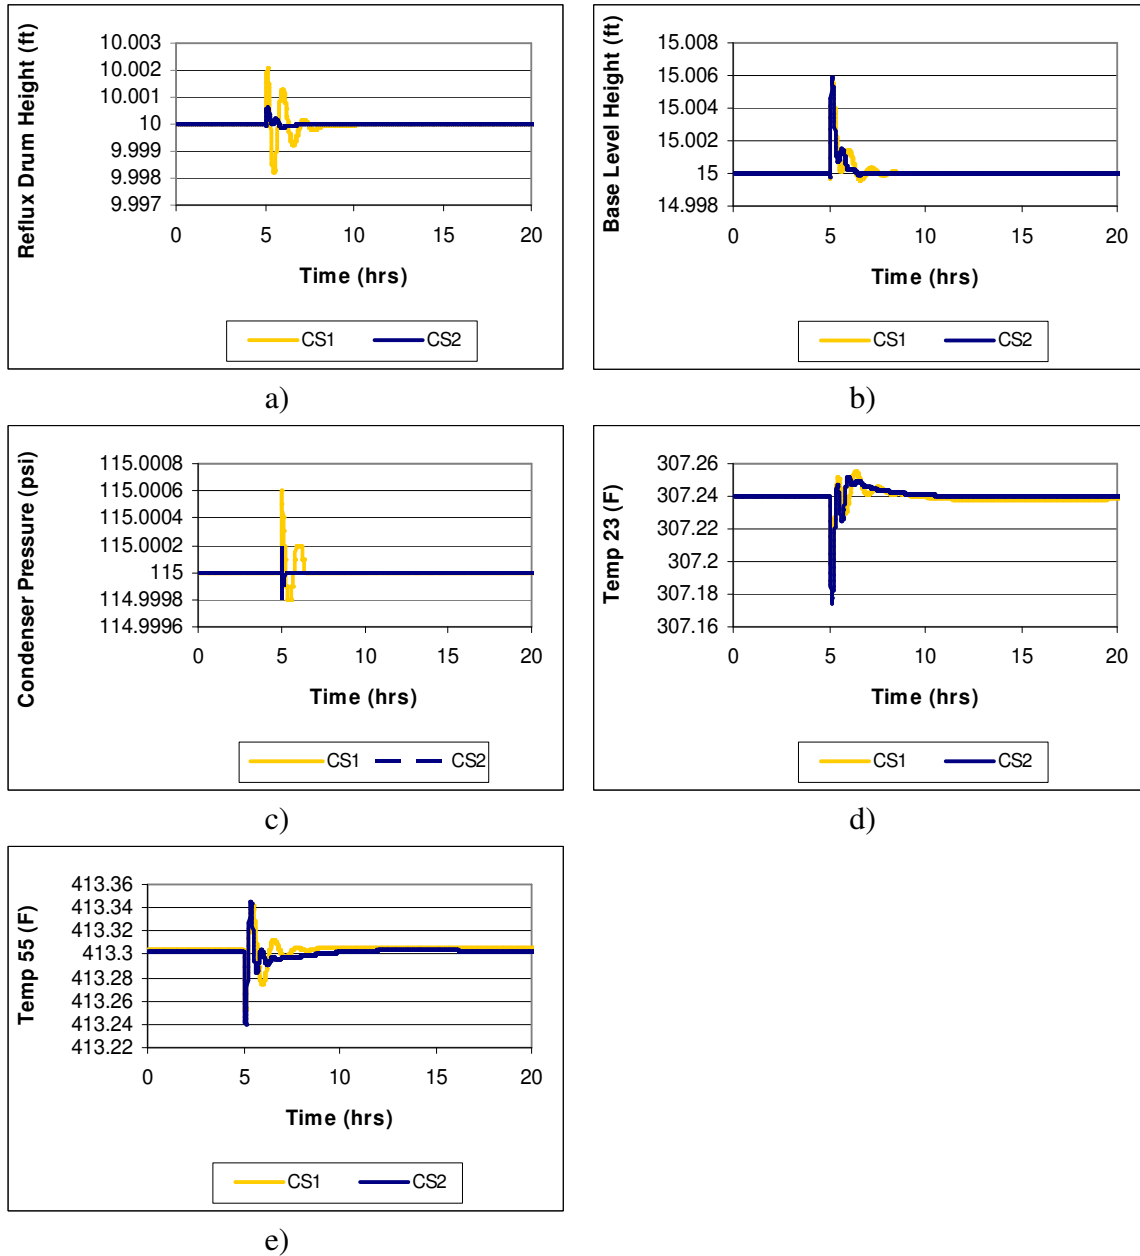 Reflux Drum Height (ft)
10.003
10.002
10.001
10
9.999
9.998
9.997
0 5 10 15 20
Time (hrs)
CS1 CS2
a)
Base Level Height (ft)
15.008
15.006
15.004
15.002
15
14.998
0 5 10 15 20
Time (hrs)
CS1 CS2
b)
Condenser Pressure (psi)
115.0008
115.0006
115.0004
115.0002
115
114.9998
114.9996
0 5 10 15 20
Time (hrs)
CS1 CS2
c)
Temp 23 (F)
307.26
307.24
307.22
307.2
307.18
307.16
0 5 10 15 20
Time (hrs)
CS1 CS2
d)
Temp 55 (F)
413.36
413.34
413.32
413.3
413.28
413.26
413.24
413.22
0 5 10 15 20
Time (hrs)
CS1 CS2
e)